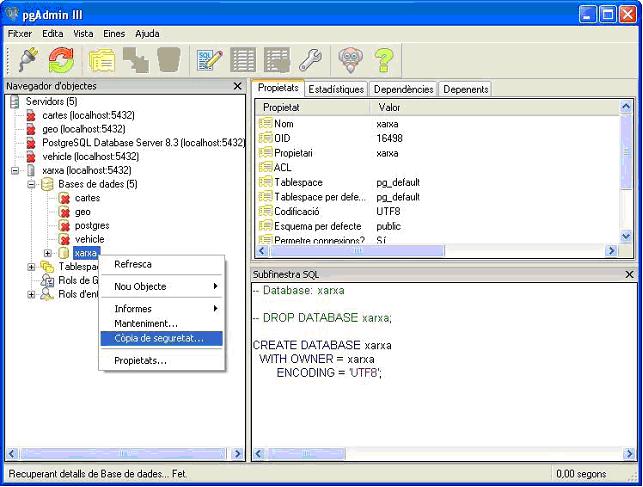 pgAdmin III
Fitxer Edita Vista Eines Ajuda
Navegador d'objectes
Servidors (5)
cartes (localhost:5432)
geo (localhost:5432)
PostgreSQL Database Server 8.3 (localhost:5432)
vehicle (localhost:5432)
xarxa (localhost:5432)
Bases de dades (5)
cartes
geo
postgres
vehicle
xarxa
Tablespac
Rols de G
Rols d'ent
Refresca
Nou Objecte
Informes
Manteniment...
Còpia de seguretat...
Propietats...
Propietats Estadístiques Dependències Depenents
Propietat Valor
Nom xarxa
OID 16498
Propietari xarxa
ACL
Tablespace pg_default
Tablespace per defe... pg_default
Codificació UTF8
Esquema per defecte public
Permetre connexions? Sí
Subfinestra SQL
-- Database: xarxa
-- DROP DATABASE xarxa;
CREATE DATABASE xarxa
WITH OWNER = xarxa
ENCODING = 'UTF8';
Recuperant detalls de Base de dades... Fet.
0,00 segons